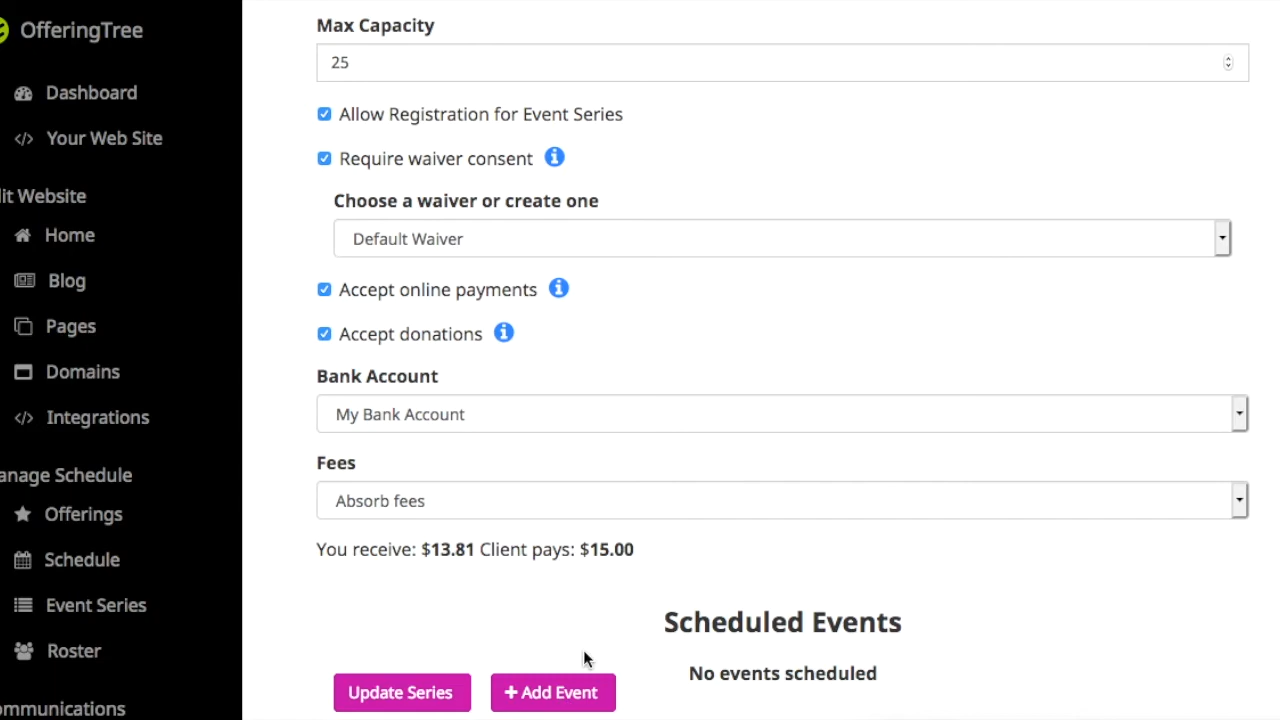 OfferingTree
Dashboard
Your Web Site
it Website
Home
Blog
Pages
Domains
Integrations
anage Schedule
Offerings
Schedule
Event Series
Roster
ommunications
Max Capacity
25
Allow Registration for Event Series
Require waiver consent
Choose a waiver or create one
Default Waiver
Accept online payments
Accept donations
Bank Account
My Bank Account
Fees
Absorb fees
You receive: $13.81 Client pays: $15.00
Scheduled Events
No events scheduled
Update Series
+ Add Event